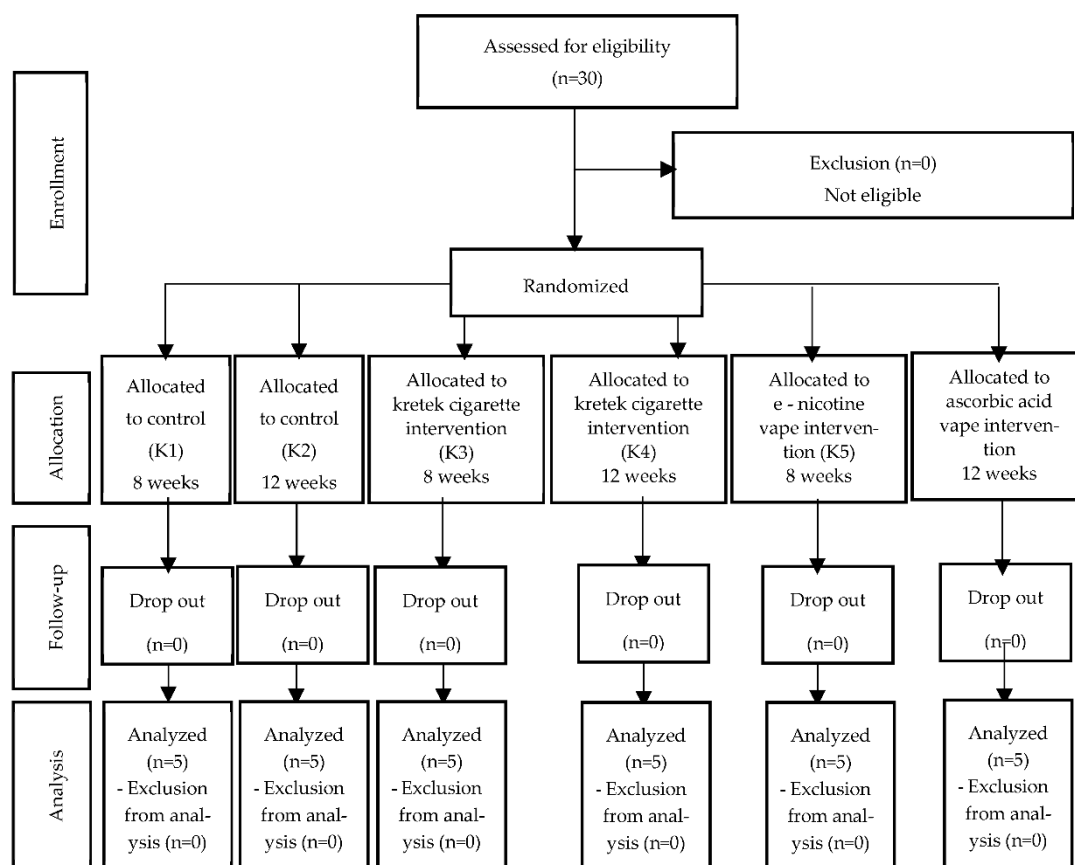 Assessed for eligibility
(n=30)
Enrollment
Exclusion (n=0)
Not eligible
Randomized
Allocation
Allocated
to control
(K1)
8 weeks
Allocated
to control
(K2)
12 weeks
Allocated to
kretek cigarette
intervention
(K3)
8 weeks
Allocated to
kretek cigarette
intervention
(K4)
12 weeks
Allocated to
e - nicotine
vape interven-
tion (K5)
8 weeks
Allocated to
ascorbic acid
vape interven-
tion
12 weeks
Follow-up
Drop out
(n=0)
Drop out
(n=0)
Drop out
(n=0)
Drop out
(n=0)
Drop out
(n=0)
Drop out
(n=0)
Analysis
Analyzed
(n=5)
- Exclusion
from anal-
ysis (n=0)
Analyzed
(n=5)
- Exclusion
from anal-
ysis (n=0)
Analyzed
(n=5)
- Exclusion
from anal-
ysis (n=0)
Analyzed
(n=5)
- Exclusion
from anal-
ysis (n=0)
Analyzed
(n=5)
- Exclusion
from anal-
ysis (n=0)
Analyzed
(n=5)
- Exclusion
from anal-
ysis (n=0)